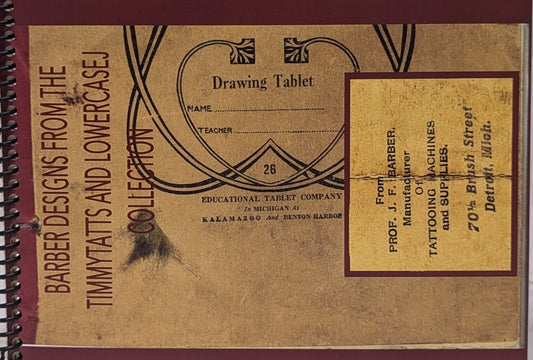 BARBER DESIGNS FROM THE
TIMMYTATTS AND LOWERCASEJ
COLLECTION
Drawing Tablet
NAME
TEACHER
26
EDUCATIONAL TABLET COMPANY
In MICHIGAN At
KALAMAZOO And BENTON HARBOR
From
PROF. J. F. BARBER,
Manufacturer
OF
TATTOOING MACHINES
and SUPPLIES.
70½ Brush Street
Detroit, Mich.